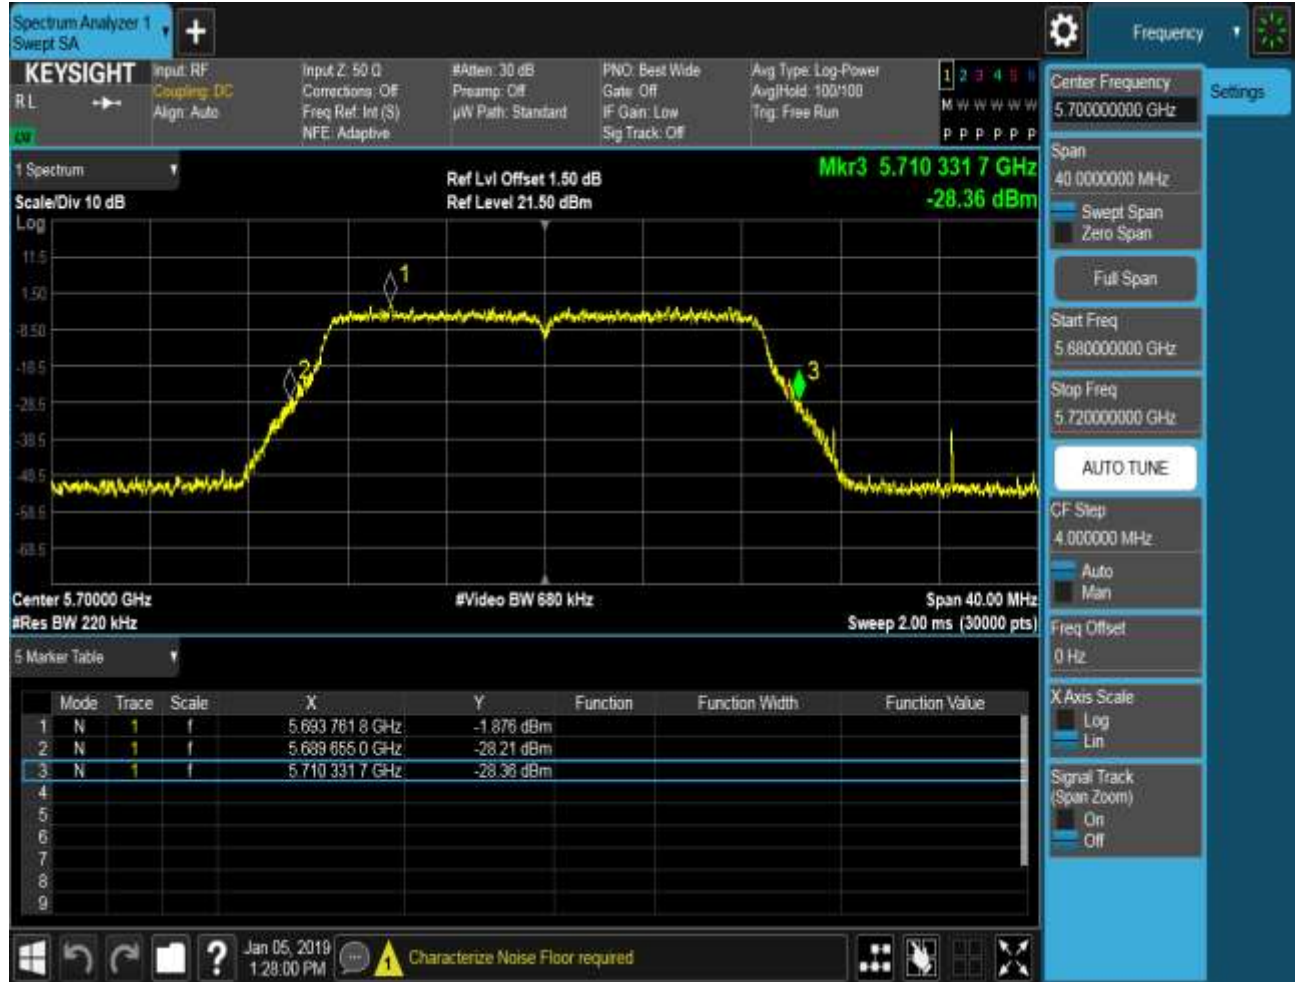 Spectrum Analyzer 1
Swept SA
Frequency
KEYSIGHT
R L
Input: RF
Coupling: DC
Align: Auto
Input Z: 50 Ω
Corrections: Off
Freq Ref: Int (S)
NFE: Adaptive
#Atten: 30 dB
Preamp: Off
µW Path: Standard
PNO: Best Wide
Gate: Off
IF Gain: Low
Sig Track: Off
Avg Type: Log-Power
Avg|Hold: 100/100
Trig: Free Run
1 2 3 4 5 6
M W W W W W
P P P P P P
1 Spectrum
Scale/Div 10 dB
Log
Ref Lvl Offset 1.50 dB
Ref Level 21.50 dBm
Mkr3 5.710 331 7 GHz
-28.36 dBm
11.5
1.50
-8.50
-18.5
-28.5
-38.5
-48.5
-58.5
-68.5
1
2
3
Center 5.70000 GHz
#Video BW 680 kHz
Span 40.00 MHz
#Res BW 220 kHz
Sweep 2.00 ms (30000 pts)
5 Marker Table
Mode Trace Scale X Y Function Function Width Function Value
1 N 1 f 5.693 761 8 GHz -1.876 dBm
2 N 1 f 5.689 655 0 GHz -28.21 dBm
3 N 1 f 5.710 331 7 GHz -28.36 dBm
4
5
6
7
8
9
?
Jan 05, 2019
1:28:00 PM
1
Characterize Noise Floor required
Center Frequency
5.700000000 GHz
Settings
Span
40.0000000 MHz
Swept Span
Zero Span
Full Span
Start Freq
5.680000000 GHz
Stop Freq
5.720000000 GHz
AUTO TUNE
CF Step
4.000000 MHz
Auto
Man
Freq Offset
0 Hz
X Axis Scale
Log
Lin
Signal Track
(Span Zoom)
On
Off